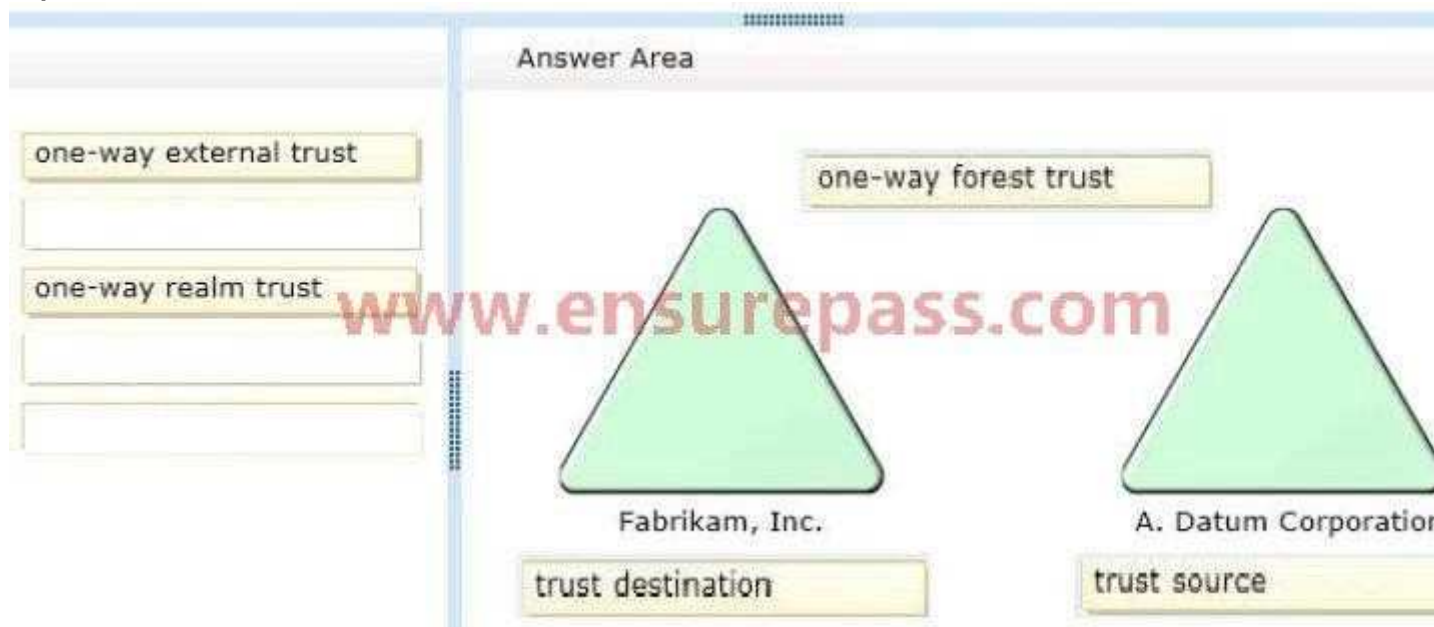 Answer Area
one-way external trust
one-way forest trust
one-way realm trust
www.ensurepass.com
Fabrikam, Inc.
A. Datum Corporation
trust destination
trust source